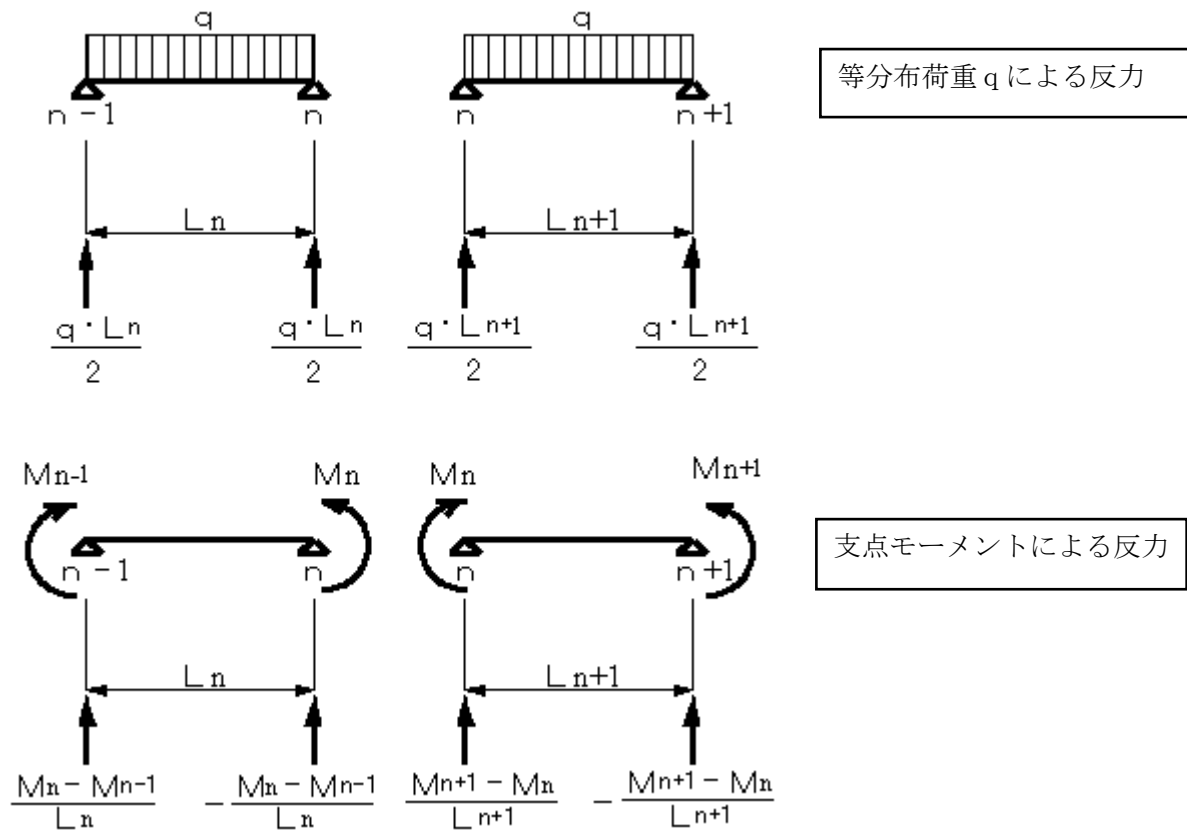 q q
等分布荷重 q による反力
n-1 n n n+1
Ln Ln+1
q・Ln/2 q・Ln/2 q・Ln+1/2 q・Ln+1/2
Mn-1 Mn Mn Mn+1
支点モーメントによる反力
n-1 n n n+1
Ln Ln+1
Mn-Mn-1/Ln -Mn-Mn-1/Ln Mn+1-Mn/Ln+1 -Mn+1-Mn/Ln+1